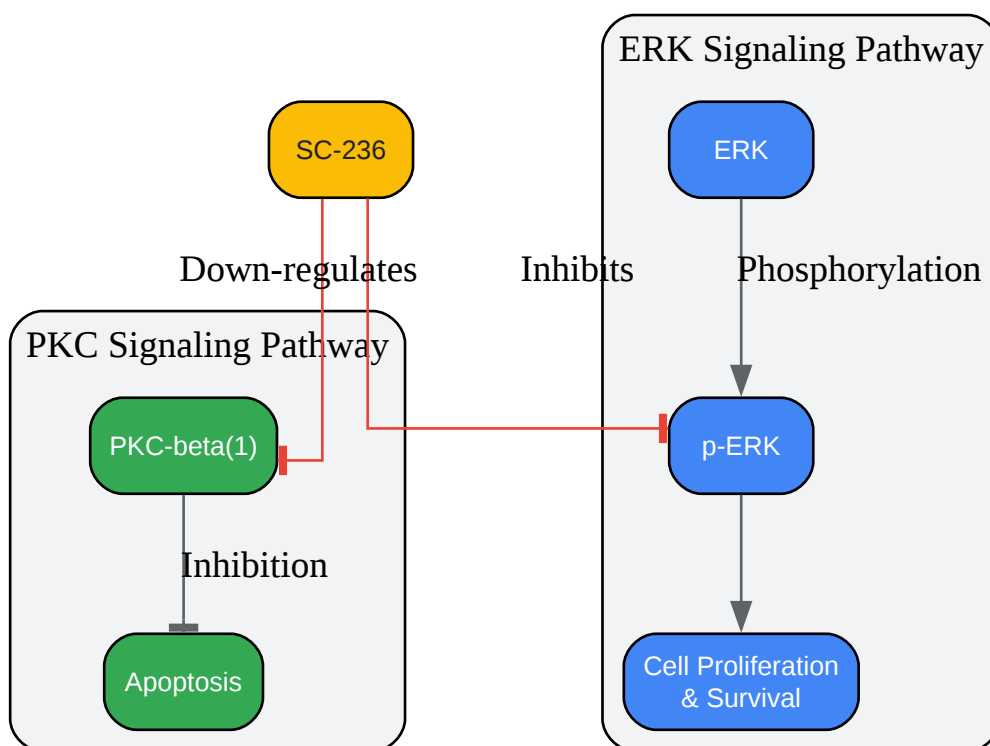 ERK Signaling Pathway
SC-236
ERK
Down-regulates
Inhibits
Phosphorylation
PKC Signaling Pathway
PKC-beta(1)
p-ERK
Inhibition
Apoptosis
Cell Proliferation
& Survival